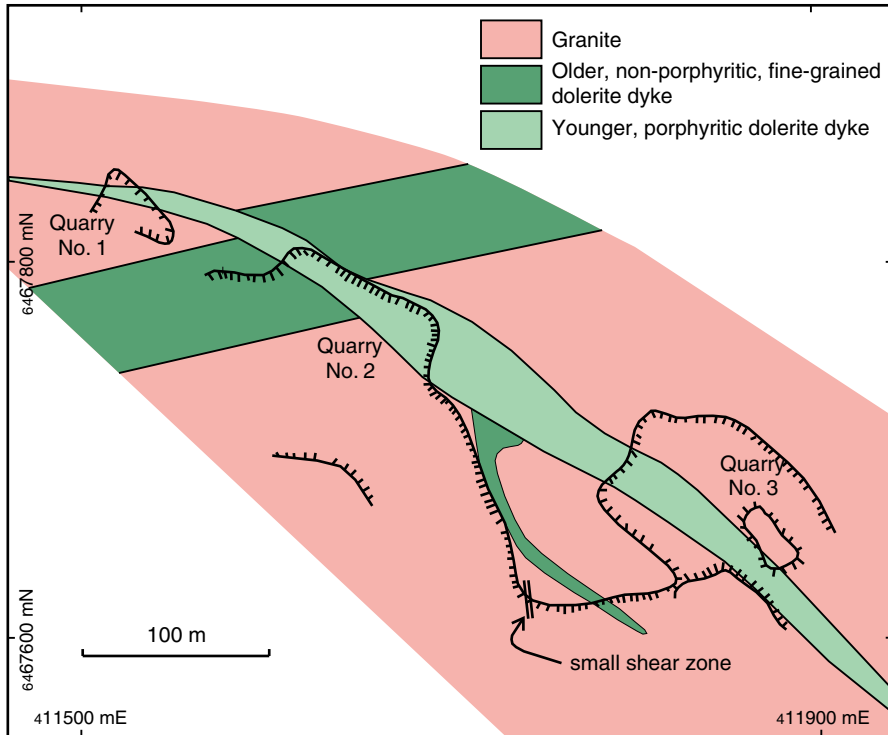 Granite
Older, non-porphyritic, fine-grained
dolerite dyke
Younger, porphyritic dolerite dyke
Quarry
No. 1
6467800 mN
Quarry
No. 2
Quarry
No. 3
6467600 mN
100 m
small shear zone
411500 mE
411900 mE